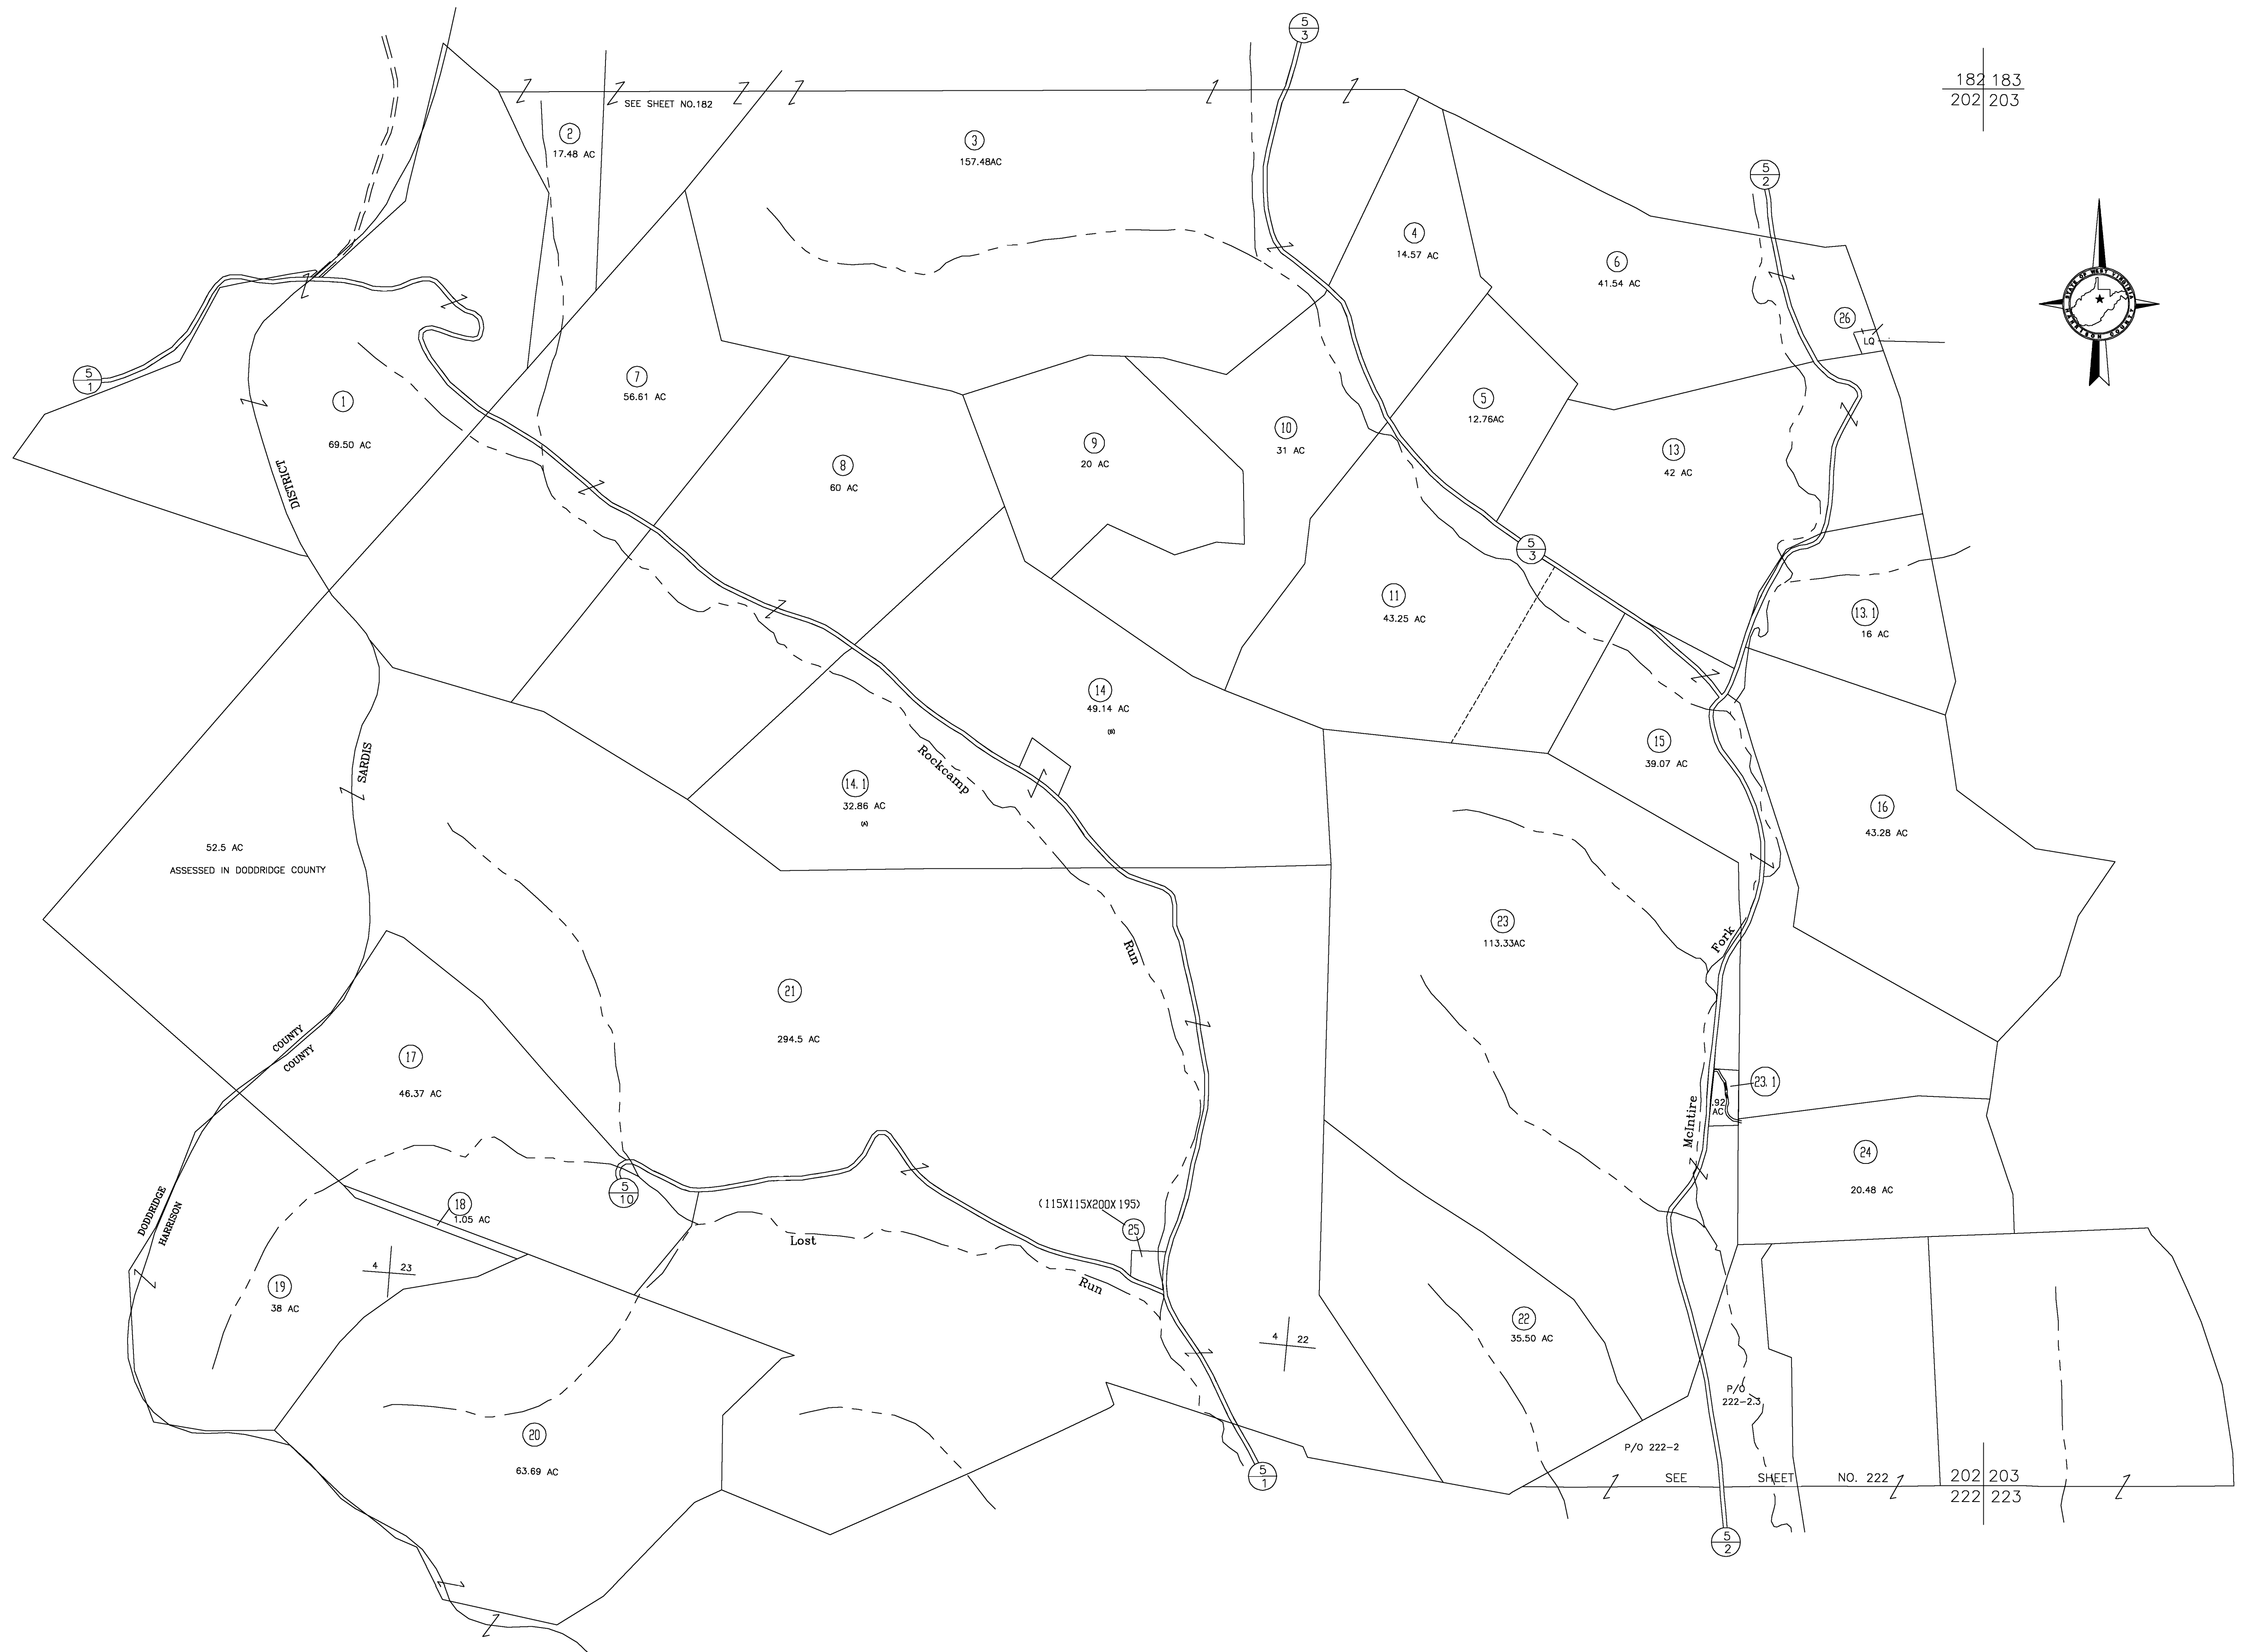 5
3
182 183
202 203
SEE SHEET NO.182
2
17.48 AC
3
157.48AC
5
2
4
14.57 AC
6
41.54 AC
STATE OF WEST VIRGINIA
HARRISON COUNTY
26
LQ
5
1
1
69.50 AC
7
56.61 AC
5
12.76AC
10
31 AC
9
20 AC
8
60 AC
13
42 AC
DISTRICT
5
3
11
43.25 AC
13.1
16 AC
14
49.14 AC
(B)
SARDIS
Rockcamp
15
39.07 AC
14.1
32.86 AC
(A)
16
43.28 AC
52.5 AC
ASSESSED IN DODDRIDGE COUNTY
23
113.33AC
Run
Fork
21
294.5 AC
COUNTY
COUNTY
17
46.37 AC
23.1
.92
AC
McIntire
24
20.48 AC
5
10
18
1.05 AC
DODDRIDGE
HARRISON
(115X115X200X195)
25
Lost
Run
4 23
19
38 AC
4 22
22
35.50 AC
P/O
222-2.3
20
63.69 AC
P/O 222-2
5
1
SEE SHEET NO. 222
202 203
222 223
5
2